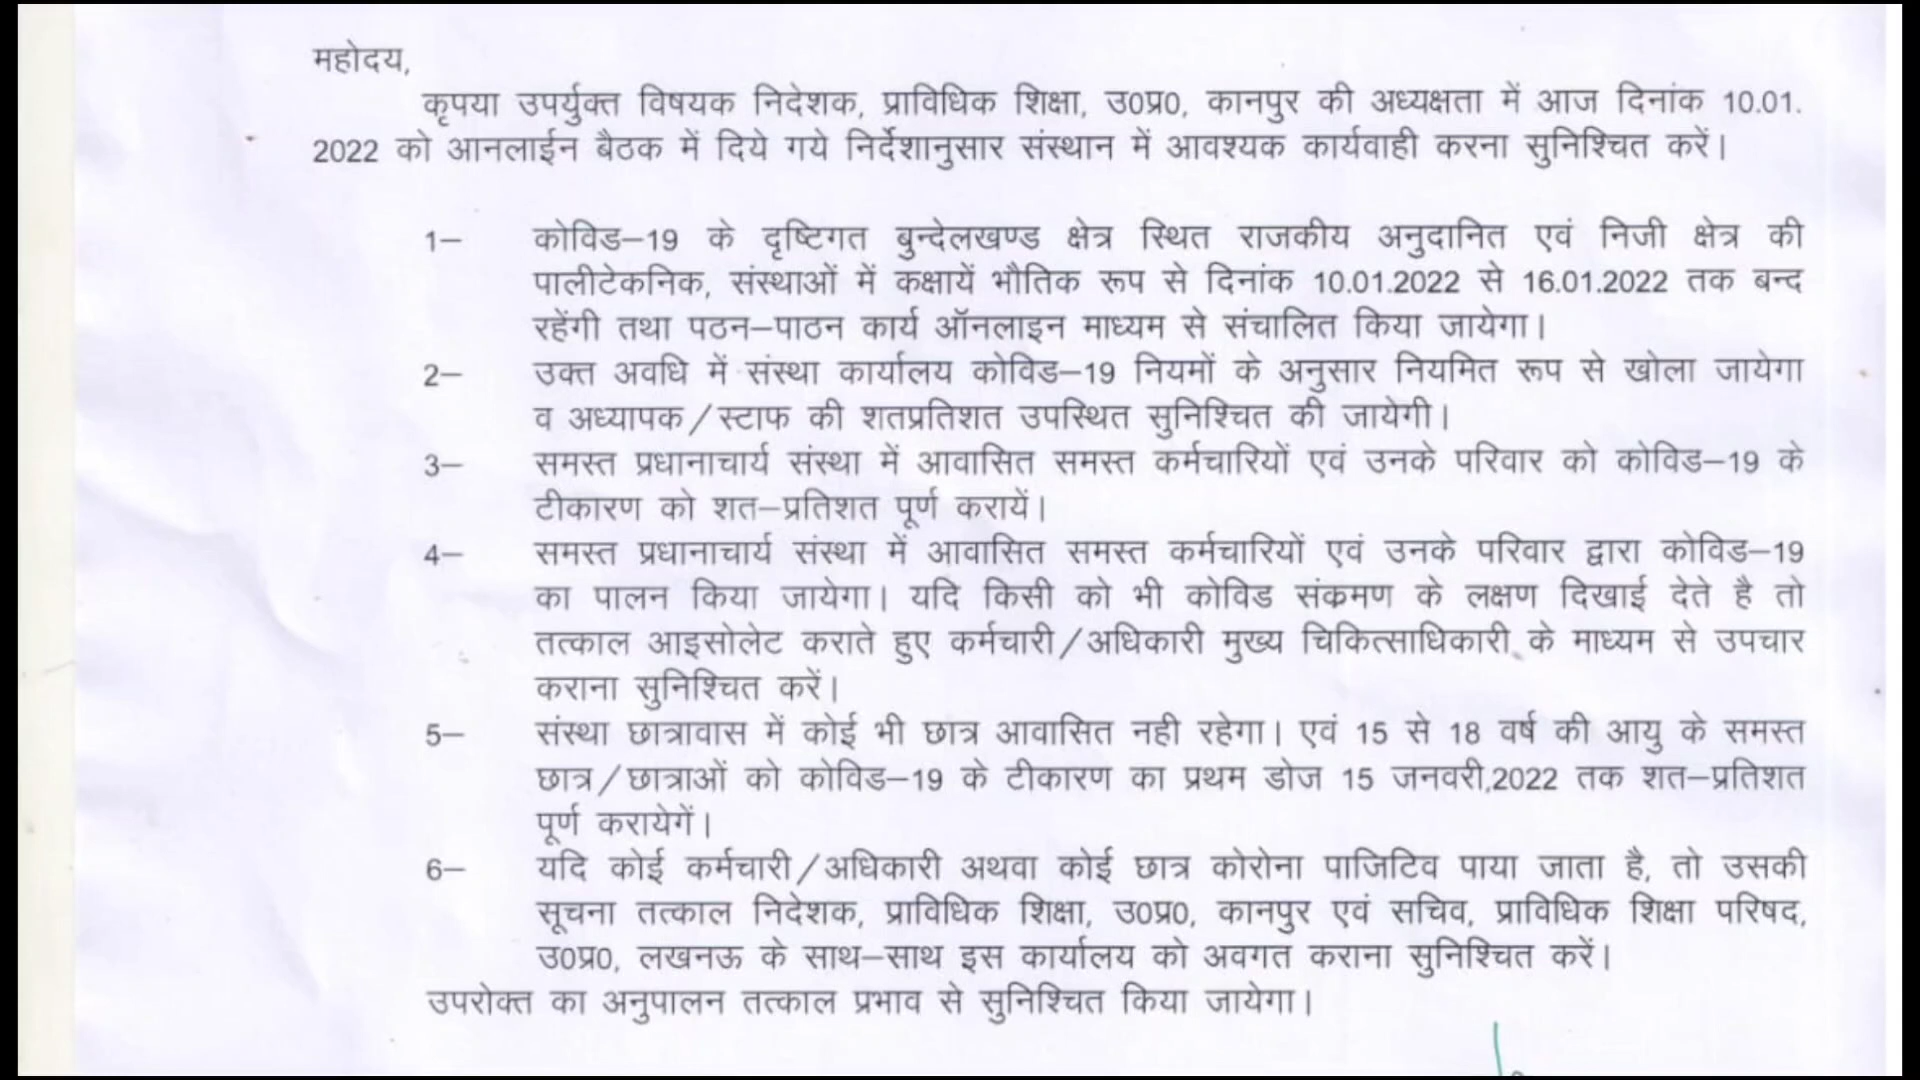 महोदय,
कृपया उपर्युक्त विषयक निदेशक, प्राविधिक शिक्षा, उ0प्र0, कानपुर की अध्यक्षता में आज दिनांक 10.01.
2022 को आनलाईन बैठक में दिये गये निर्देशानुसार संस्थान में आवश्यक कार्यवाही करना सुनिश्चित करें।
1– कोविड–19 के दृष्टिगत बुन्देलखण्ड क्षेत्र स्थित राजकीय अनुदानित एवं निजी क्षेत्र की
पालीटेकनिक, संस्थाओं में कक्षायें भौतिक रूप से दिनांक 10.01.2022 से 16.01.2022 तक बन्द
रहेंगी तथा पठन–पाठन कार्य ऑनलाइन माध्यम से संचालित किया जायेगा।
2– उक्त अवधि में संस्था कार्यालय कोविड–19 नियमों के अनुसार नियमित रूप से खोला जायेगा
व अध्यापक/स्टाफ की शतप्रतिशत उपस्थित सुनिश्चित की जायेगी।
3– समस्त प्रधानाचार्य संस्था में आवासित समस्त कर्मचारियों एवं उनके परिवार को कोविड–19 के
टीकारण को शत–प्रतिशत पूर्ण करायें।
4– समस्त प्रधानाचार्य संस्था में आवासित समस्त कर्मचारियों एवं उनके परिवार द्वारा कोविड–19
का पालन किया जायेगा। यदि किसी को भी कोविड संक्रमण के लक्षण दिखाई देते है तो
तत्काल आइसोलेट कराते हुए कर्मचारी/अधिकारी मुख्य चिकित्साधिकारी के माध्यम से उपचार
कराना सुनिश्चित करें।
5– संस्था छात्रावास में कोई भी छात्र आवासित नही रहेगा। एवं 15 से 18 वर्ष की आयु के समस्त
छात्र/छात्राओं को कोविड–19 के टीकारण का प्रथम डोज 15 जनवरी,2022 तक शत–प्रतिशत
पूर्ण करायेगें।
6– यदि कोई कर्मचारी/अधिकारी अथवा कोई छात्र कोरोना पाजिटिव पाया जाता है, तो उसकी
सूचना तत्काल निदेशक, प्राविधिक शिक्षा, उ0प्र0, कानपुर एवं सचिव, प्राविधिक शिक्षा परिषद,
उ0प्र0, लखनऊ के साथ–साथ इस कार्यालय को अवगत कराना सुनिश्चित करें।
उपरोक्त का अनुपालन तत्काल प्रभाव से सुनिश्चित किया जायेगा।